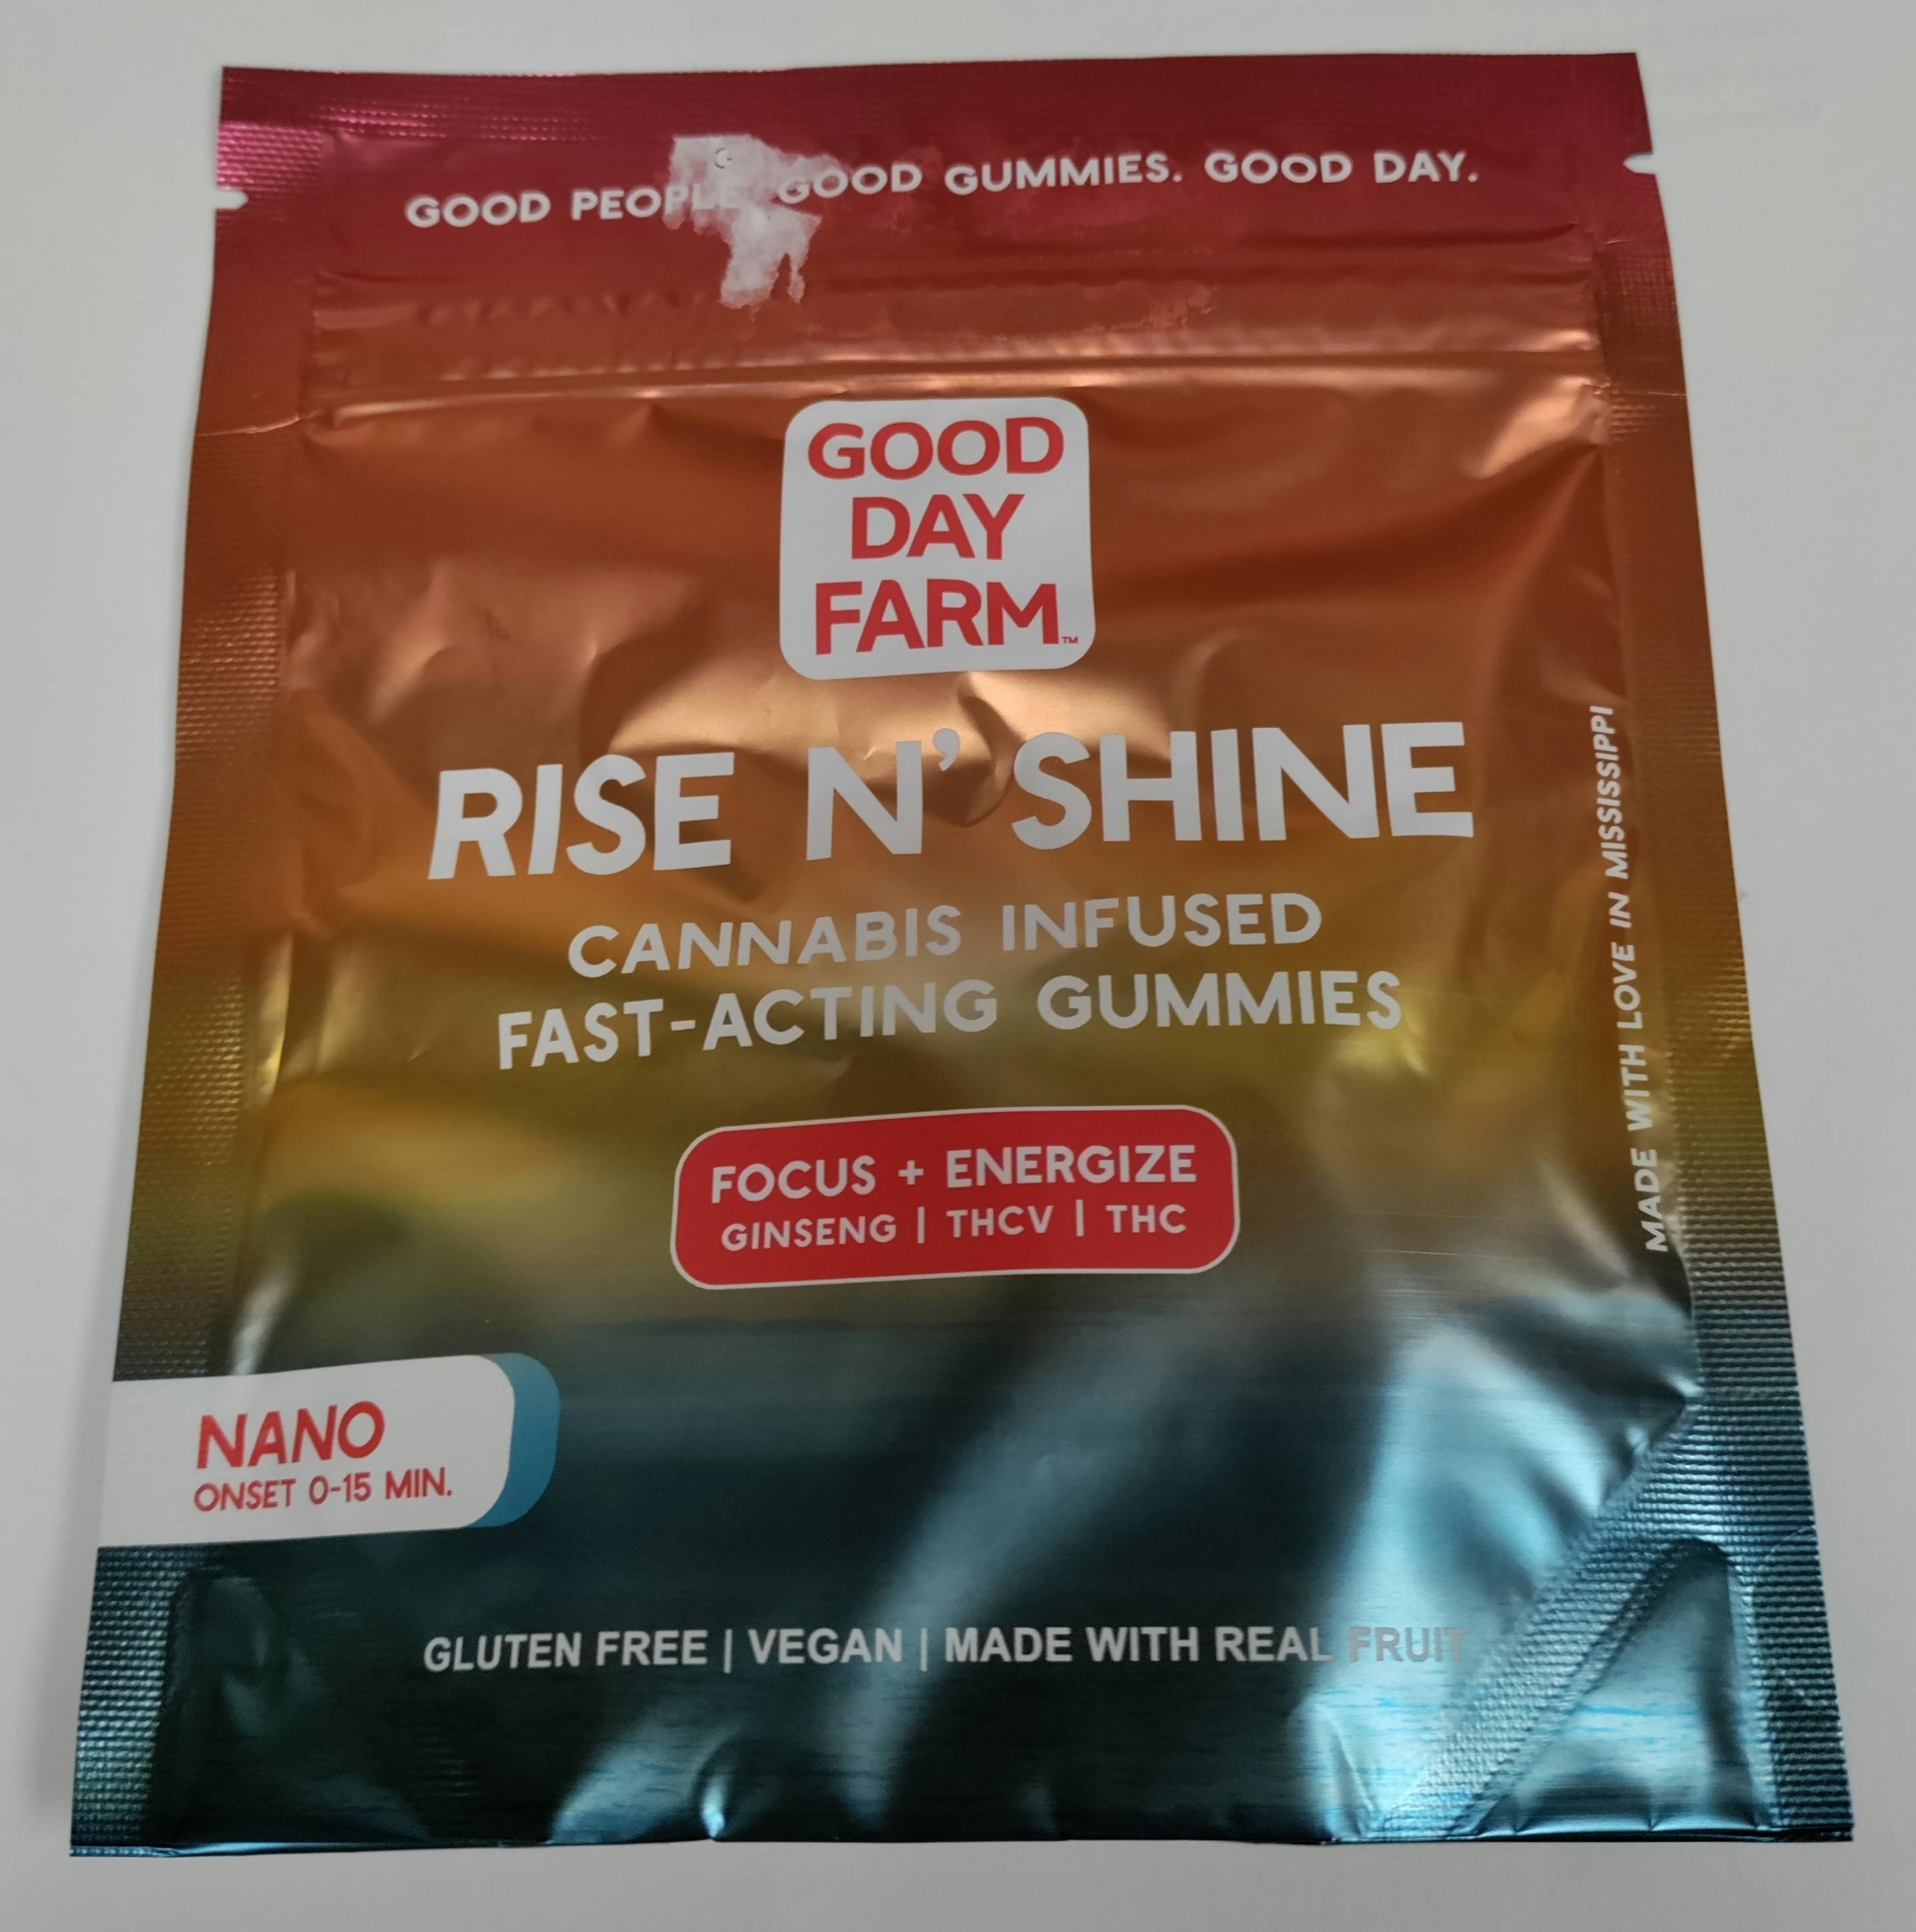 GOOD PEOPLE. GOOD GUMMIES. GOOD DAY.
GOOD
DAY
FARM™
RISE N' SHINE
CANNABIS INFUSED
FAST-ACTING GUMMIES
FOCUS + ENERGIZE
GINSENG | THCV | THC
MADE WITH LOVE IN MISSISSIPPI
NANO
ONSET 0-15 MIN.
GLUTEN FREE | VEGAN | MADE WITH REAL FRUIT